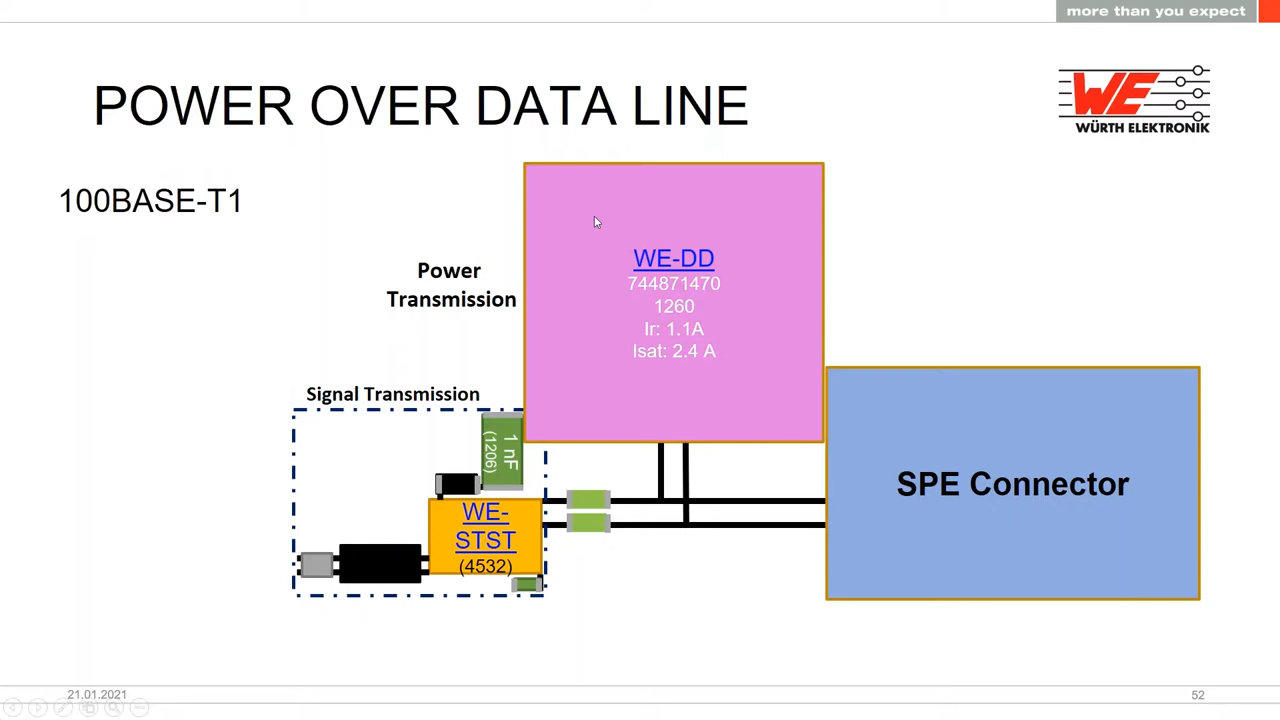 more than you expect
POWER OVER DATA LINE
WE
WÜRTH ELEKTRONIK
100BASE-T1
WE-DD
744871470
1260
Ir: 1.1A
Isat: 2.4 A
Power
Transmission
Signal Transmission
1 nF
(1206)
WE-
STST
(4532)
SPE Connector
21.01.2021
52